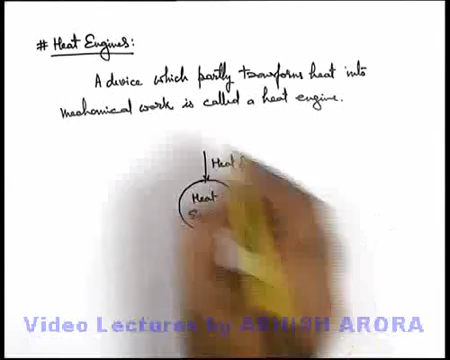 # Heat Engines:
A device which partly transforms heat into
mechanical work is called a heat engine.
Heat
Heat
Video Lectures by ASHISH ARORA